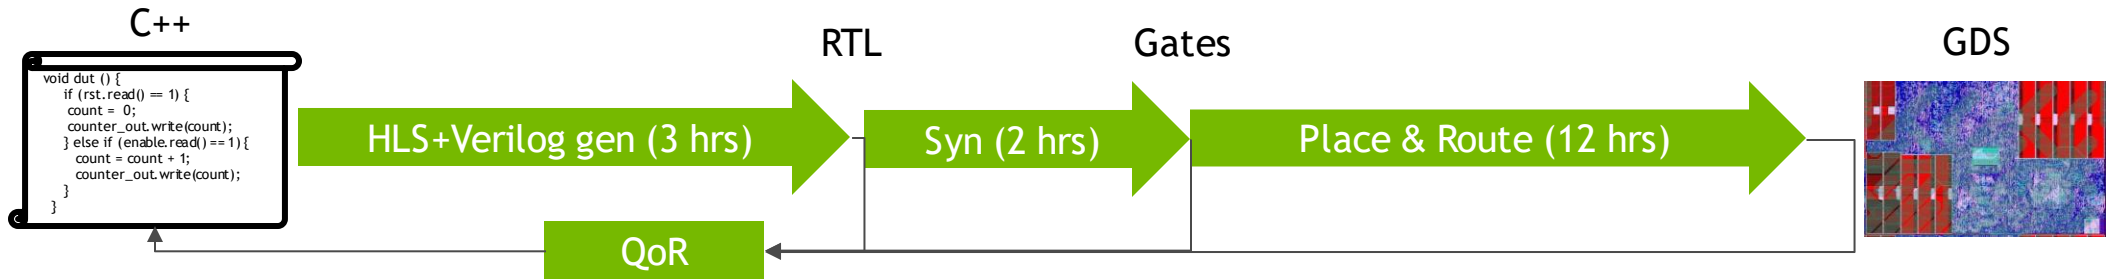 C++
RTL
Gates
GDS
void dut () {
if (rst.read() == 1) {
count = 0;
counter_out.write(count);
} else if (enable.read() == 1) {
count = count + 1;
counter_out.write(count);
}
}
HLS+Verilog gen (3 hrs)
Syn (2 hrs)
Place & Route (12 hrs)
QoR